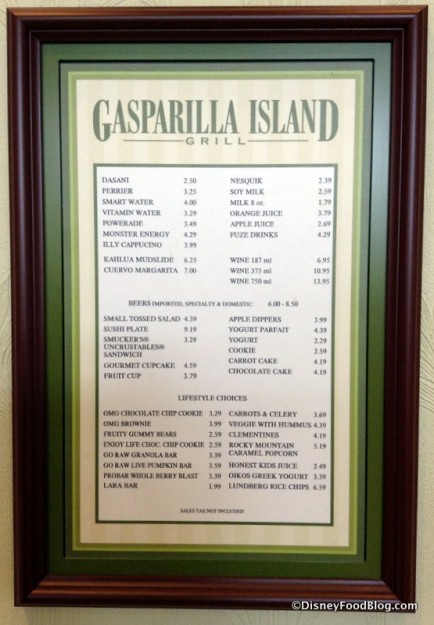 GASPARILLA ISLAND
GRILL
DASANI 2.50
PERRIER 3.25
SMART WATER 4.00
VITAMIN WATER 3.29
POWERADE 3.49
MONSTER ENERGY 4.29
ILLY CAPPUCINO 3.99
KAHLUA MUDSLIDE 6.25
CUERVO MARGARITA 7.00
NESQUIK 2.39
SOY MILK 2.59
MILK 8 oz. 1.79
ORANGE JUICE 3.79
APPLE JUICE 2.69
FUZE DRINKS 4.29
WINE 187 ml 6.95
WINE 375 ml 10.95
WINE 750 ml 13.95
BEERS IMPORTED, SPECIALTY & DOMESTIC: 6.00 - 8.50
SMALL TOSSED SALAD 4.39
SUSHI PLATE 9.19
SMUCKER'S® 3.29
UNCRUSTABLES®
SANDWICH
GOURMET CUPCAKE 4.59
FRUIT CUP 3.79
APPLE DIPPERS 3.99
YOGURT PARFAIT 4.39
YOGURT 2.29
COOKIE 2.59
CARROT CAKE 4.19
CHOCOLATE CAKE 4.19
LIFESTYLE CHOICES
OMG CHOCOLATE CHIP COOKIE 3.29
OMG BROWNIE 3.99
FRUITY GUMMY BEARS 2.59
ENJOY LIFE CHOC. CHIP COOKIE 2.59
GO RAW GRANOLA BAR 3.39
GO RAW LIVE PUMPKIN BAR 3.59
PROBAR WHOLE BERRY BLAST 3.39
LARA BAR 1.99
CARROTS & CELERY 3.69
VEGGIE WITH HUMMUS 4.39
CLEMENTINES 4.19
ROCKY MOUNTAIN 5.19
CARAMEL POPCORN
HONEST KIDS JUICE 2.49
OIKOS GREEK YOGURT 3.39
LUNDBERG RICE CHIPS 6.59
SALES TAX NOT INCLUDED
©DisneyFoodBlog.com